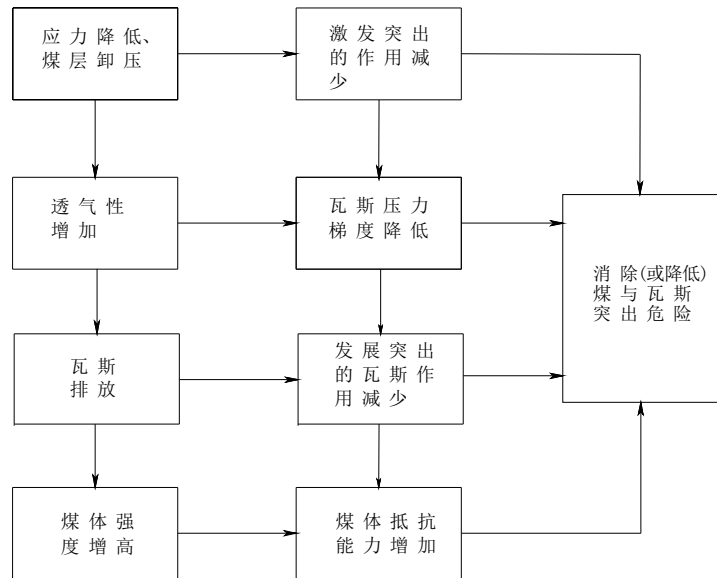 应力降低、
煤层卸压
激发突出
的作用减
少
透气性
增加
瓦斯压力
梯度降低
消除(或降低)
煤与瓦斯
突出危险
瓦斯
排放
发展突出
的瓦斯作
用减少
煤体强
度增高
煤体抵抗
能力增加